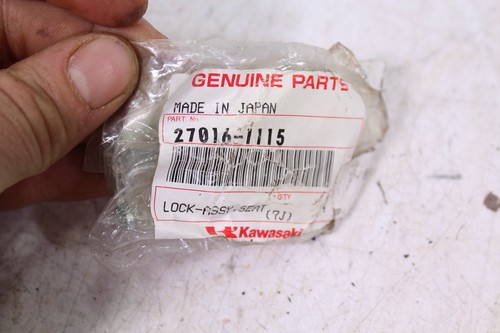 GENUINE PARTS
MADE IN JAPAN
PART. No.
27016-1115
QTY
LOCK-ASSY,SEAT
(7J)
Kawasaki